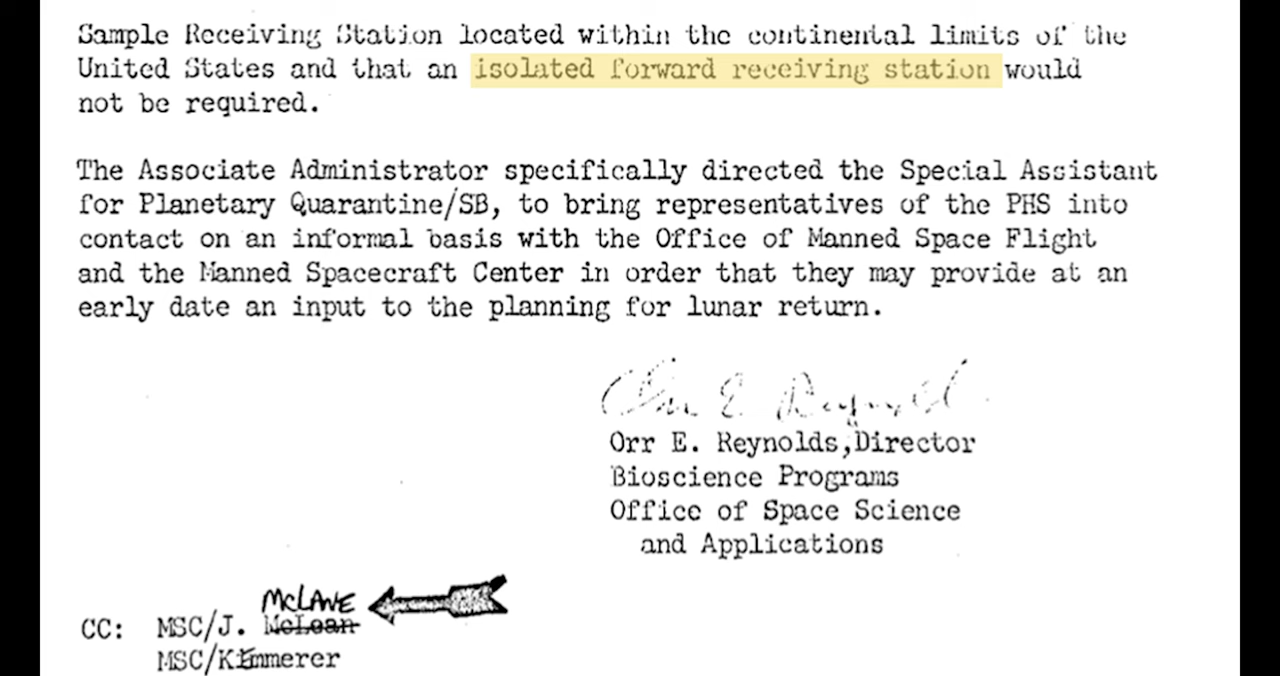 Sample Receiving Station located within the continental limits of the
United States and that an isolated forward receiving station would
not be required.
The Associate Administrator specifically directed the Special Assistant
for Planetary Quarantine/SB, to bring representatives of the PHS into
contact on an informal basis with the Office of Manned Space Flight
and the Manned Spacecraft Center in order that they may provide at an
early date an input to the planning for lunar return.
Orr E. Reynolds
Orr E. Reynolds, Director
Bioscience Programs
Office of Space Science
and Applications
McLANE
CC: MSC/J. McLean
MSC/Kemmerer